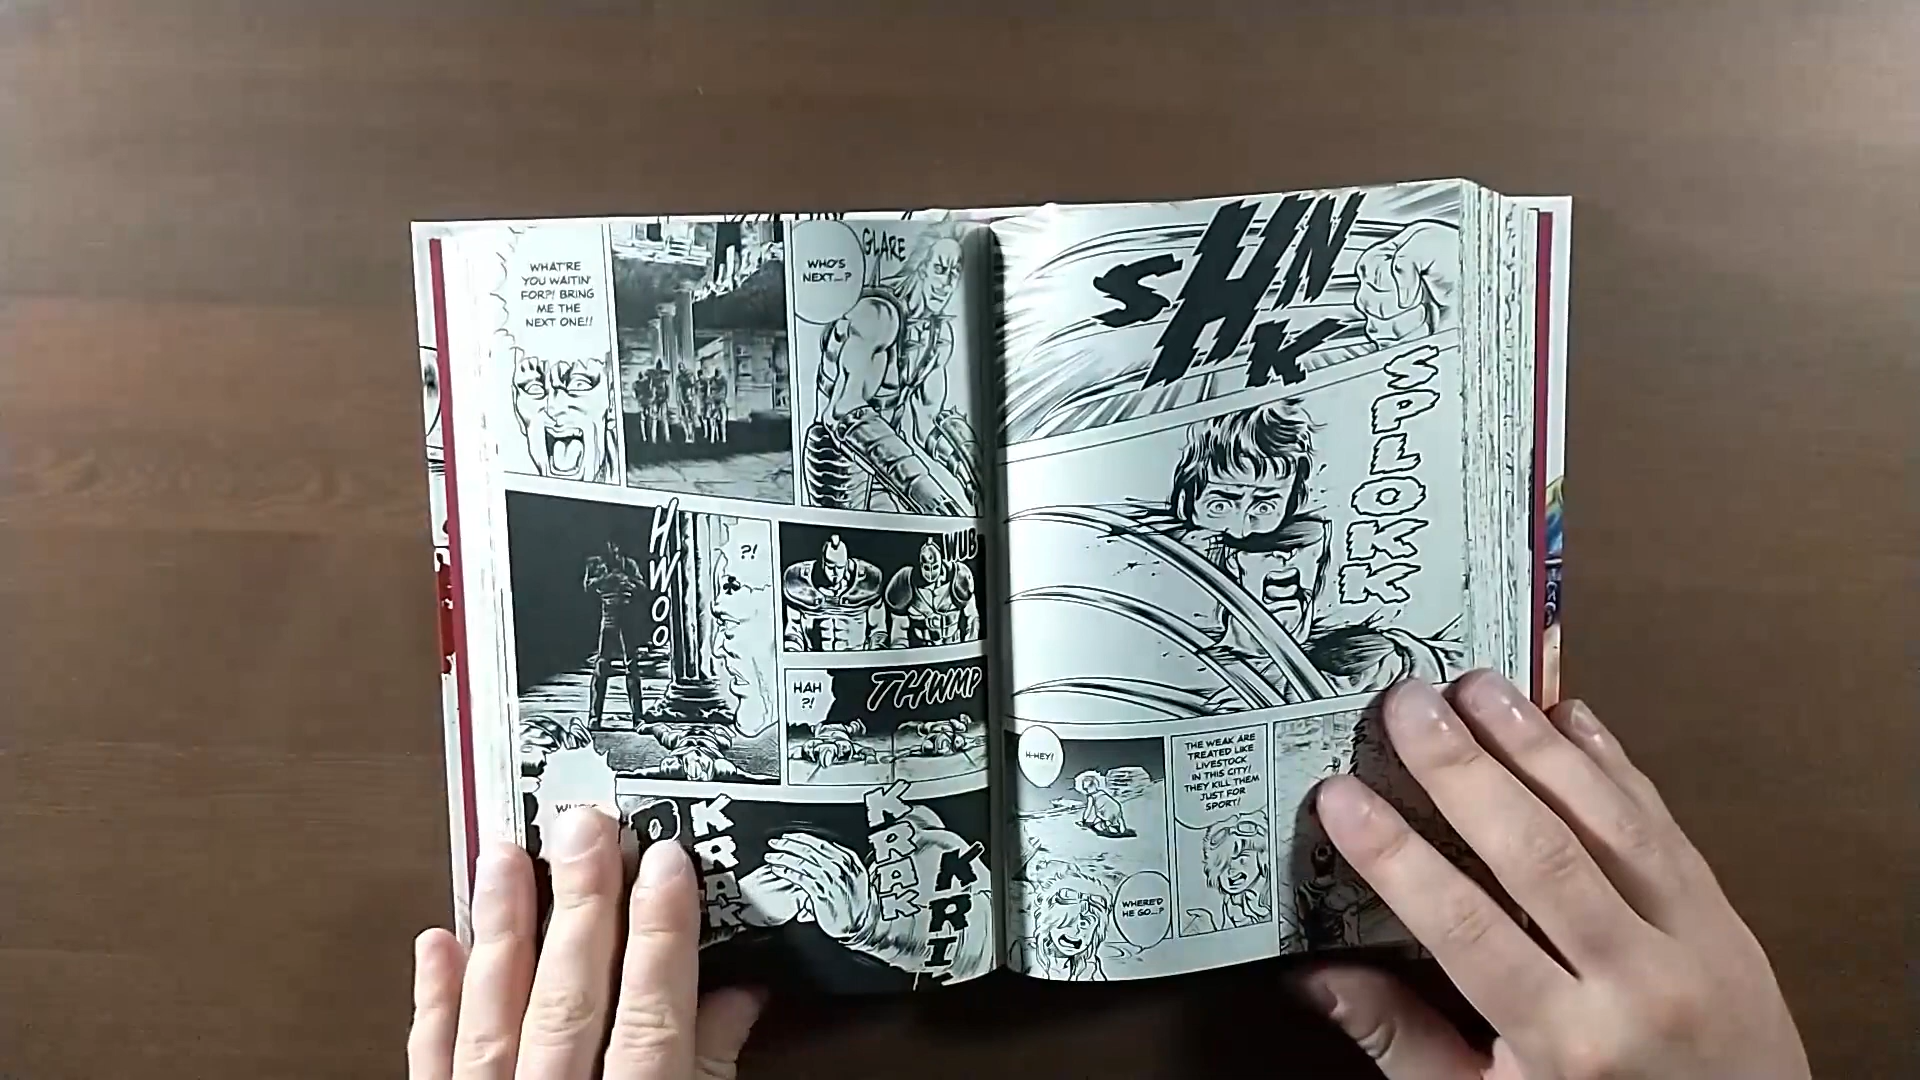 SHNK
SPLOKK
THE WEAK ARE
TREATED LIKE
LIVESTOCK
IN THIS CITY!
THEY KILL THEM
JUST FOR
SPORT!
H-HEY!
WHERE'D
HE GO...?
GLARE
WHO'S
NEXT...?
WHAT'RE
YOU WAITIN'
FOR?! BRING
ME THE
NEXT ONE!!
WUB
THWMP
HAH
?!
?!
HWOO
KRAK
KRAK